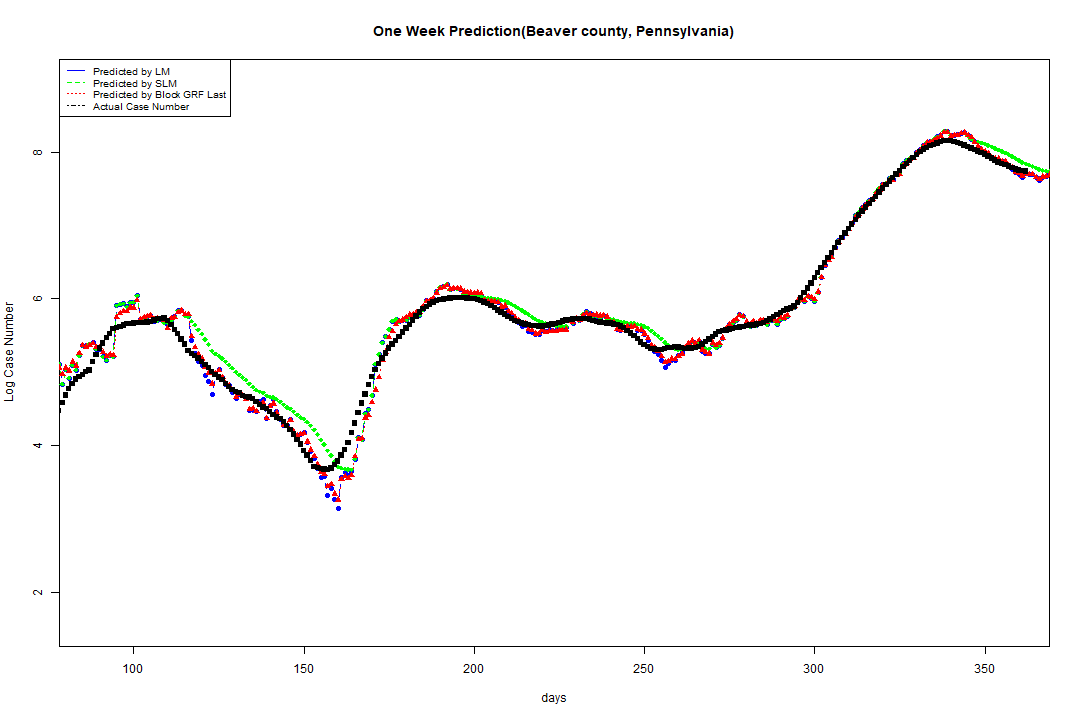 One Week Prediction(Beaver county, Pennsylvania)
Predicted by LM
Predicted by SLM
Predicted by Block GRF Last
Actual Case Number
8
6
4
2
Log Case Number
100 150 200 250 300 350
days